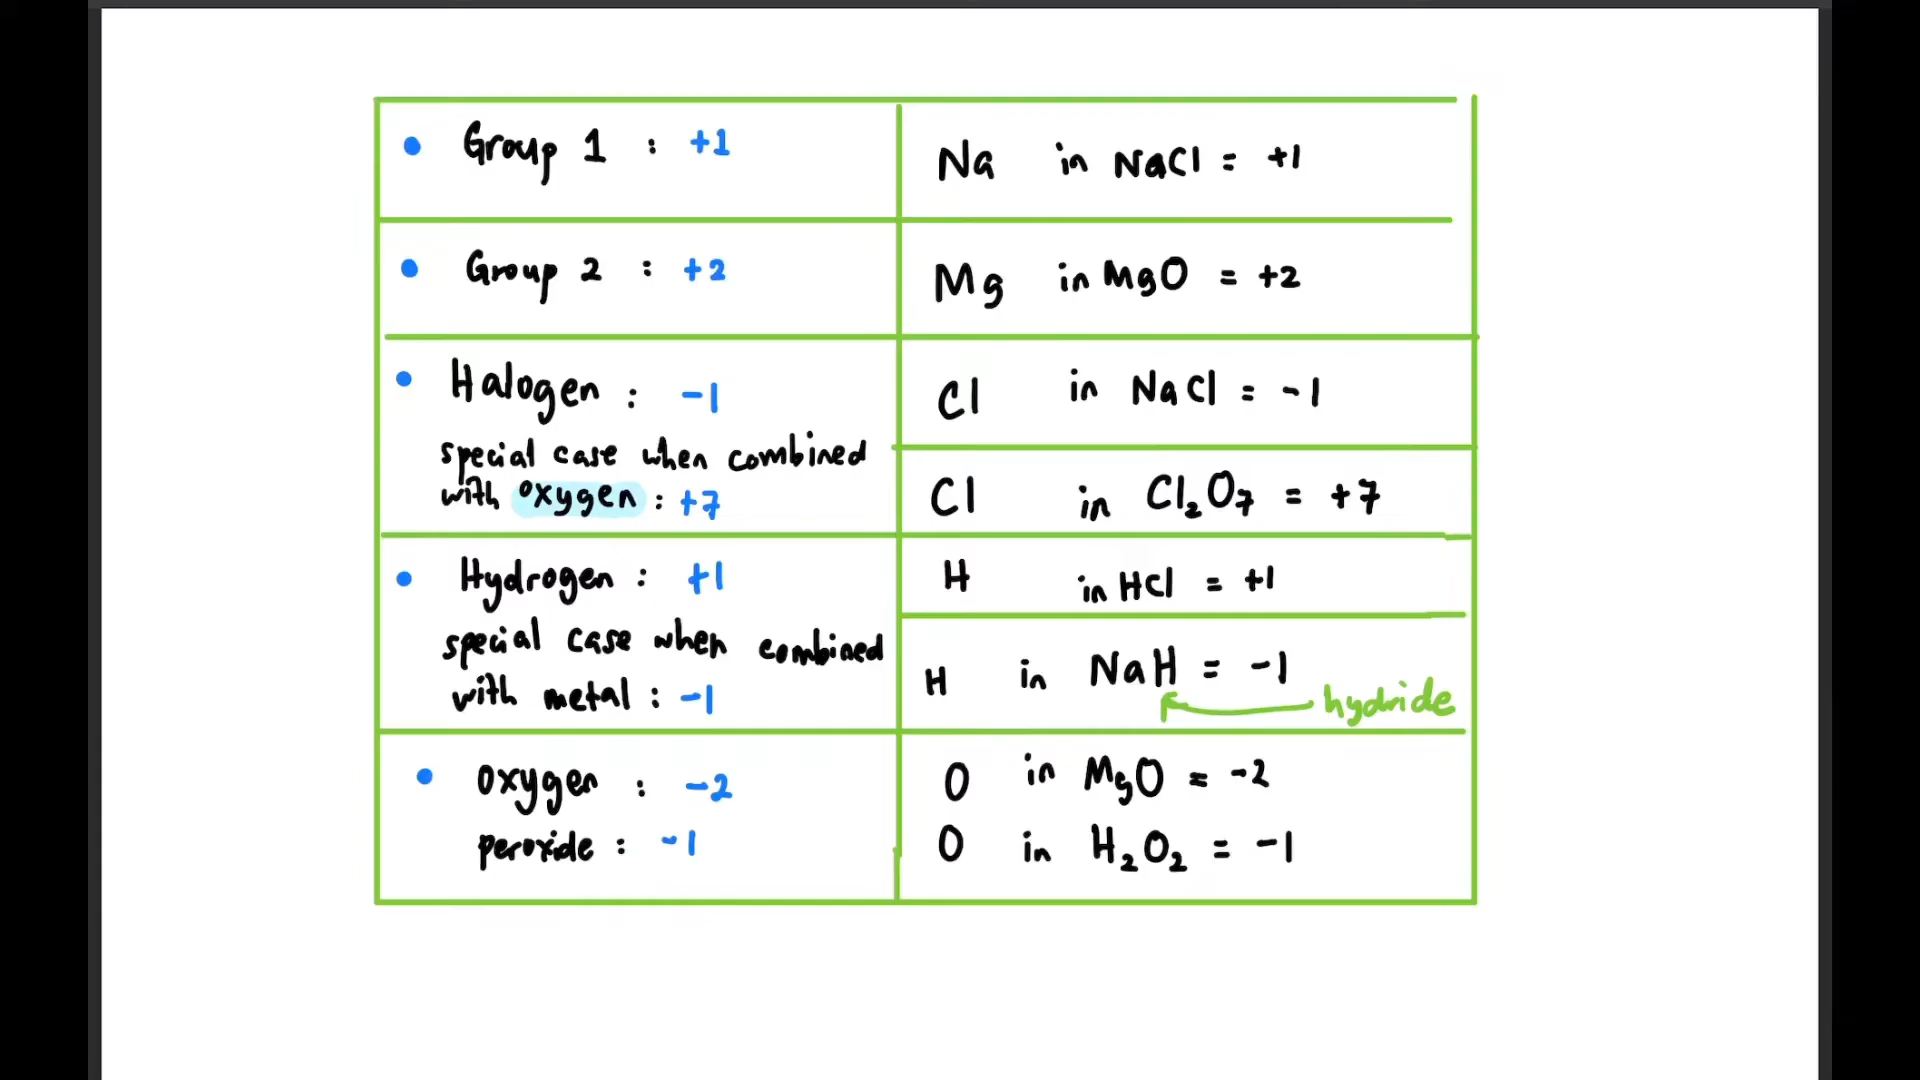 Group 1 : +1
Na in NaCl = +1
Group 2 : +2
Mg in MgO = +2
Halogen : -1
special case when combined
with oxygen : +7
Cl in NaCl = -1
Cl in Cl₂O₇ = +7
Hydrogen : +1
special case when combined
with metal : -1
H in HCl = +1
H in NaH = -1
hydride
oxygen : -2
peroxide : -1
O in MgO = -2
O in H₂O₂ = -1